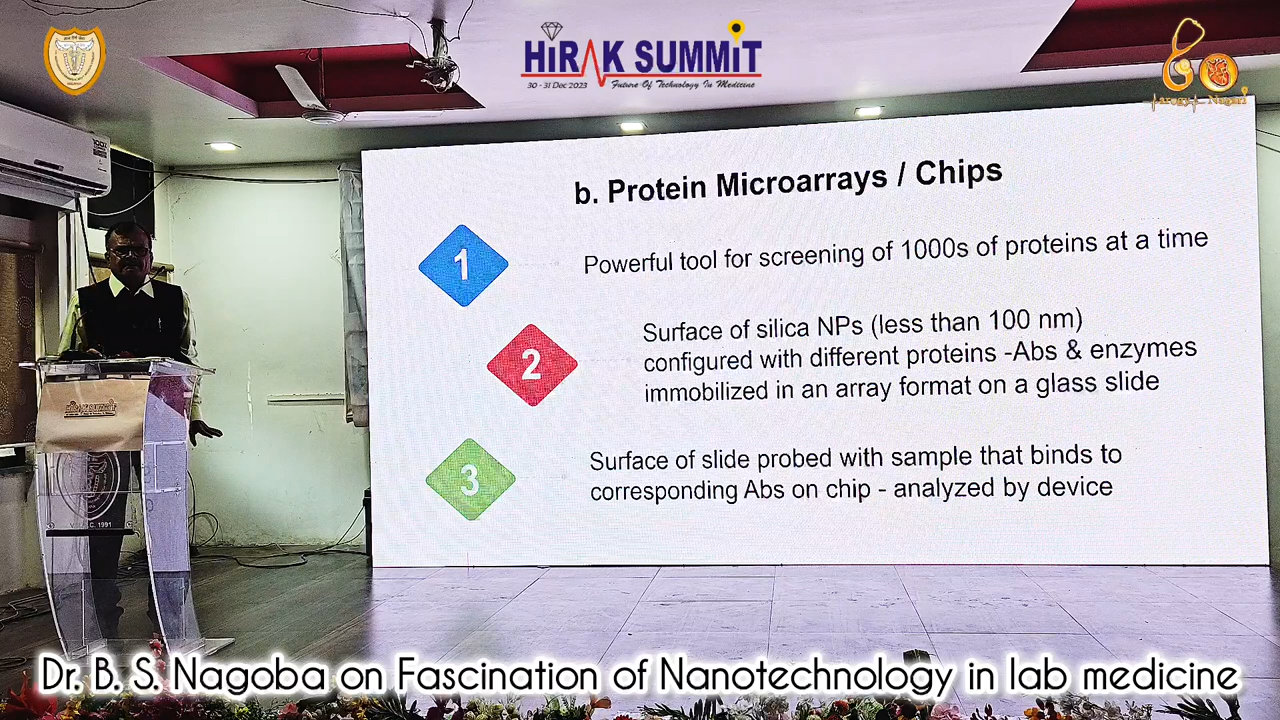 HiRAK SUMMiT
30 - 31 Dec 2023 Future Of Technology In Medicine
b. Protein Microarrays / Chips
1
Powerful tool for screening of 1000s of proteins at a time
2
Surface of silica NPs (less than 100 nm)
configured with different proteins -Abs & enzymes
immobilized in an array format on a glass slide
3
Surface of slide probed with sample that binds to
corresponding Abs on chip - analyzed by device
HiRAK SUMMiT
1991
Dr. B. S. Nagoba on Fascination of Nanotechnology in lab medicine